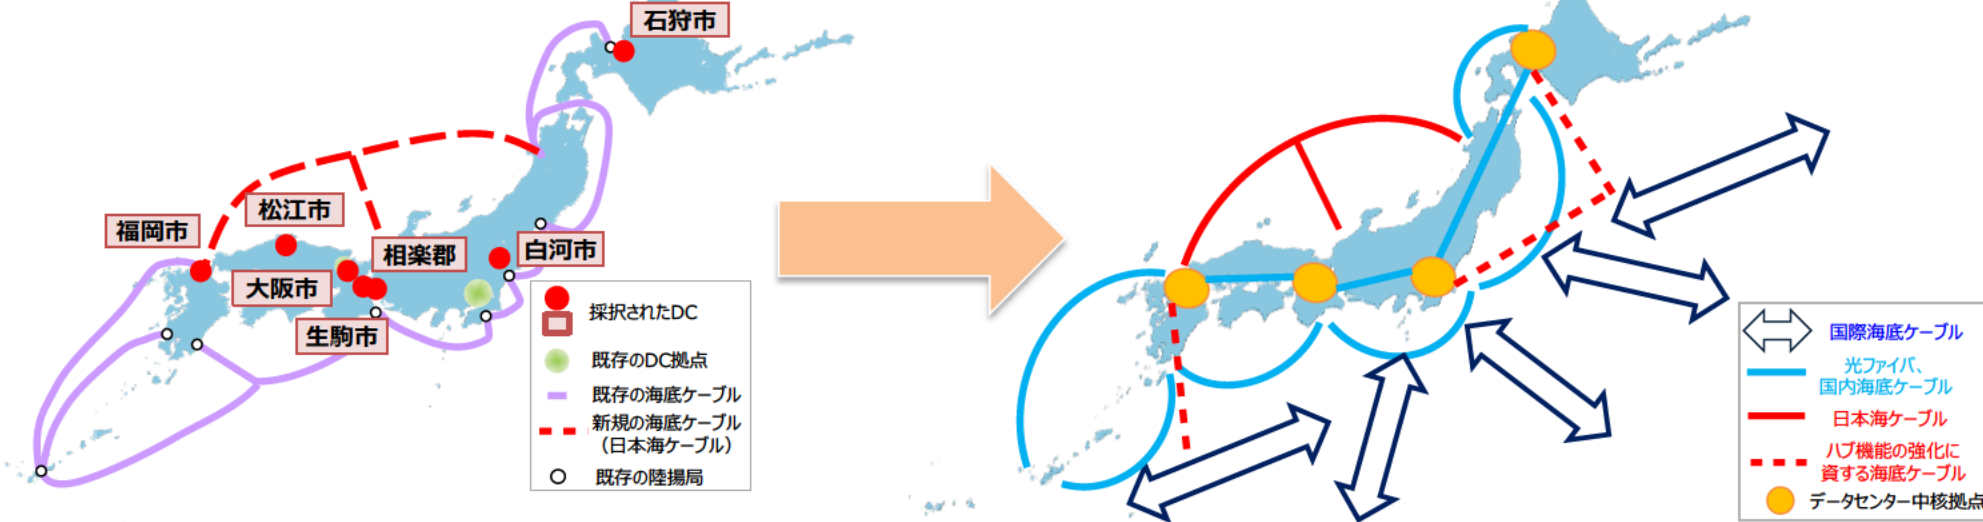 石狩市
松江市
福岡市
相楽郡
白河市
大阪市
生駒市
採択されたDC
既存のDC拠点
既存の海底ケーブル
新規の海底ケーブル
（日本海ケーブル）
既存の陸揚局
国際海底ケーブル
光ファイバ、
国内海底ケーブル
日本海ケーブル
ハブ機能の強化に
資する海底ケーブル
データセンター中核拠点